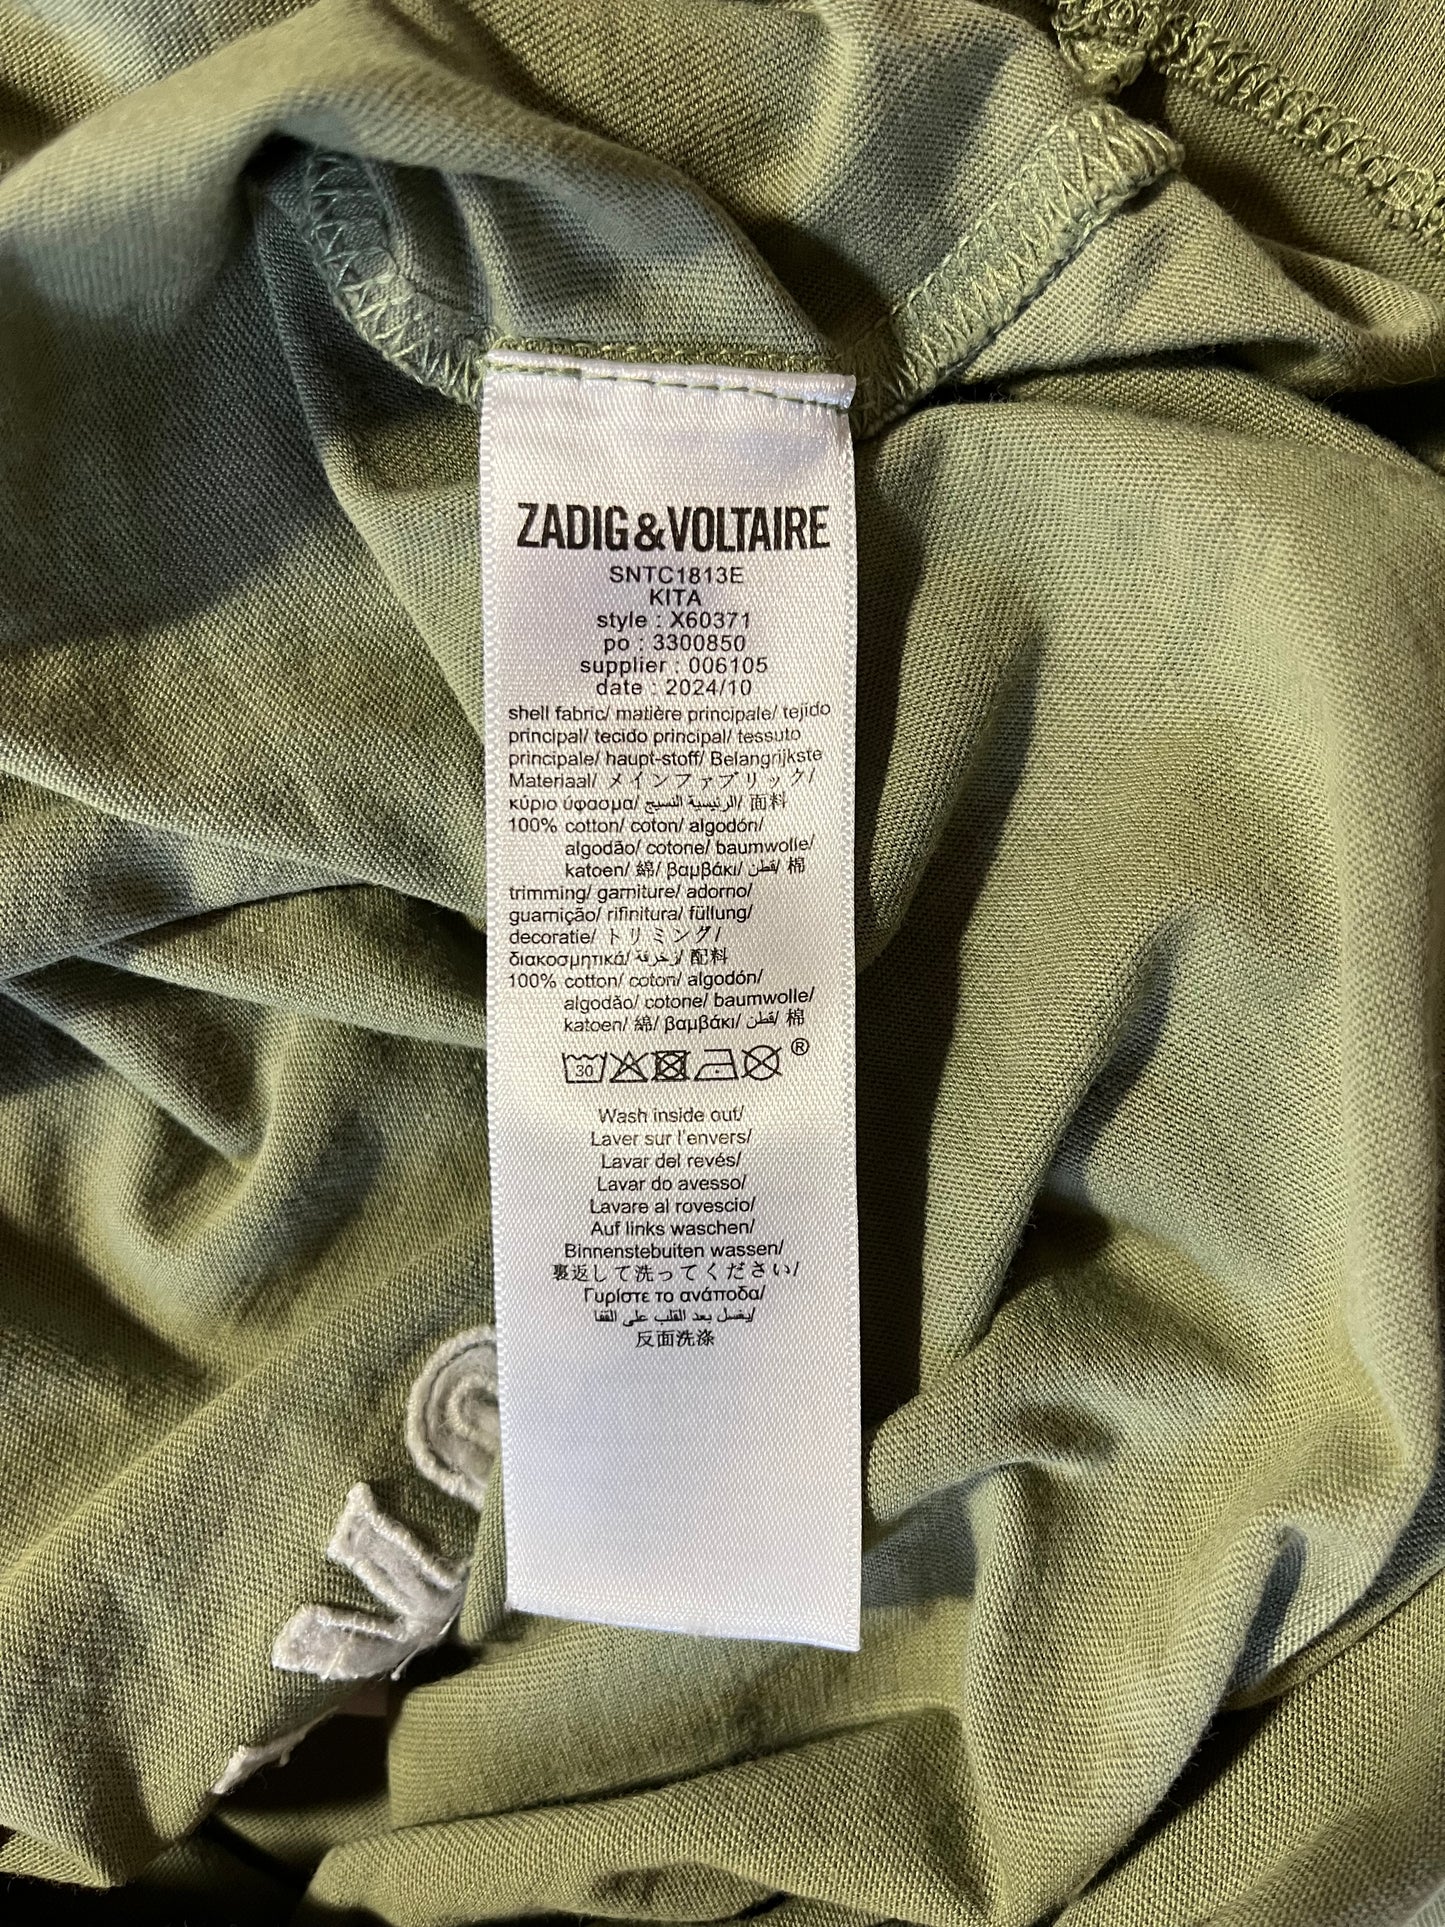 ZADIG&VOLTAIRE
SNTC1813E
KITA
style : X60371
po : 3300850
supplier : 006105
date : 2024/10
shell fabric/ matière principale/ tejido
principal/ tecido principal/ tessuto
principale/ haupt-stoff/ Belangrijkste
Materiaal/ メインファブリック/
κύριο ύφασμα/ الرئيسية النسيج/ 面料
100% cotton/ coton/ algodón/
algodão/ cotone/ baumwolle/
katoen/ 綿/ βαμβάκι/ قطن/ 棉
trimming/ garniture/ adorno/
guarnição/ rifinitura/ füllung/
decoratie/ トリミング/
διακοσμητικά/ زخرفة/ 配料
100% cotton/ coton/ algodón/
algodão/ cotone/ baumwolle/
katoen/ 綿/ βαμβάκι/ قطن/ 棉
30 ®
Wash inside out/
Laver sur l'envers/
Lavar del revés/
Lavar do avesso/
Lavare al rovescio/
Auf links waschen/
Binnenstebuiten wassen/
裏返して洗ってください/
Γυρίστε το ανάποδα/
يغسل بعد القلب على القفا/
反面洗涤